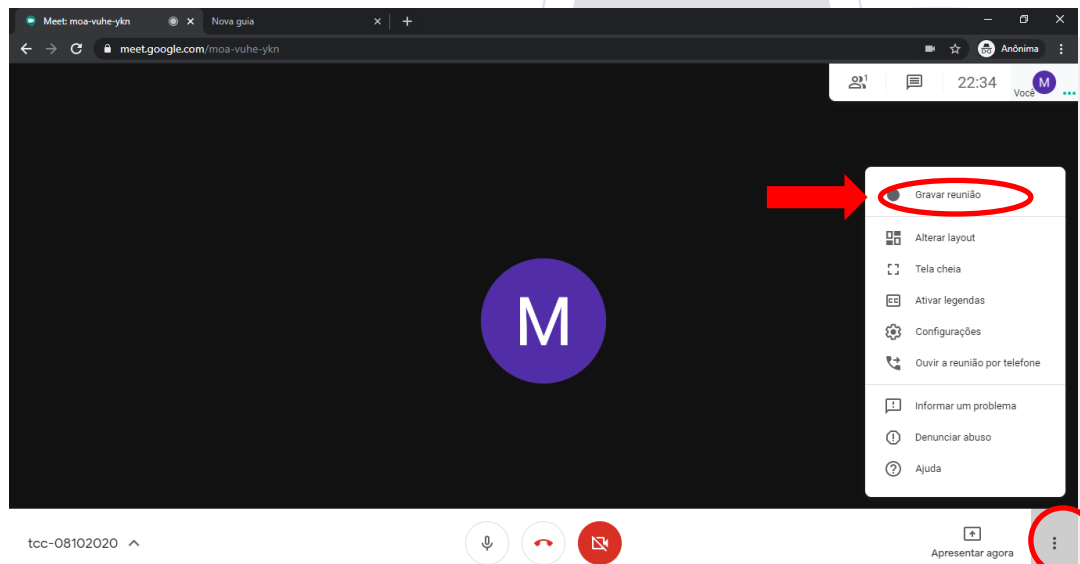 Meet: moa-vuhe-ykn
Nova guia
meet.google.com/moa-vuhe-ykn
Anônima
1
22:34
Você
M
Gravar reunião
Alterar layout
Tela cheia
CC
Ativar legendas
Configurações
Ouvir a reunião por telefone
M
Informar um problema
Denunciar abuso
Ajuda
tcc-08102020
Apresentar agora